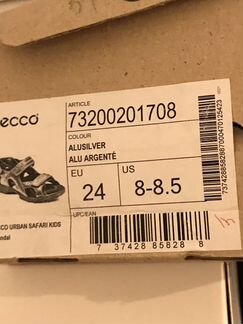 ecco
ARTICLE
73200201708
COLOUR
ALUSILVER
ALU ARGENTÉ
EU
24
US
8-8.5
URBAN SAFARI KIDS
UPC/EAN
7 37428 85828 8